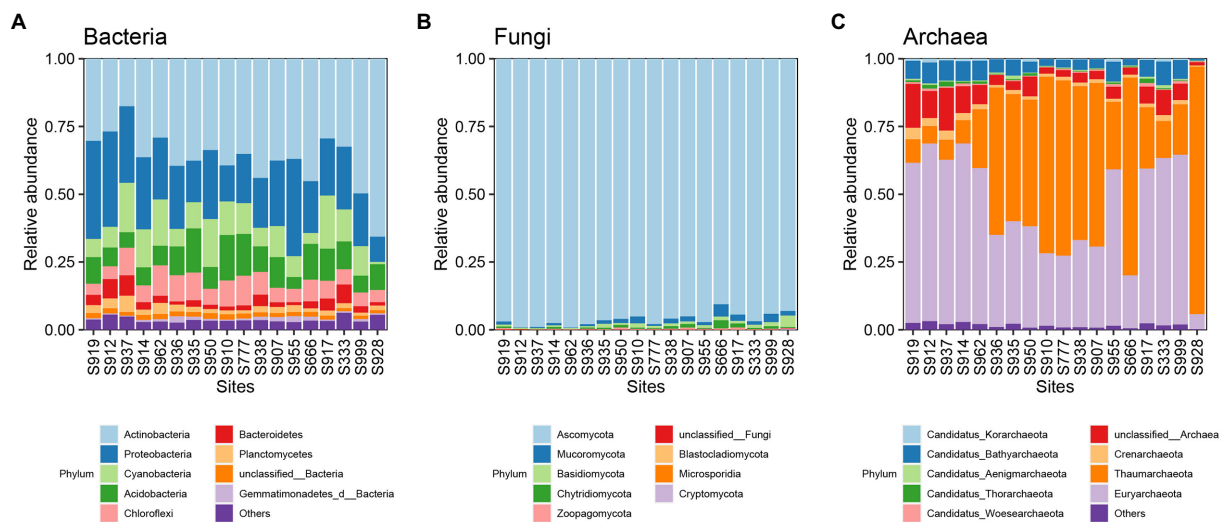 A
Bacteria
Relative abundance
1.00
0.75
0.50
0.25
0.00
S919 S912 S937 S914 S962 S936 S935 S950 S910 S777 S938 S907 S955 S666 S917 S333 S999 S928
Sites
Phylum
Actinobacteria
Proteobacteria
Cyanobacteria
Acidobacteria
Chloroflexi
Bacteroidetes
Planctomycetes
unclassified__Bacteria
Gemmatimonadetes_d__Bacteria
Others
B
Fungi
Relative abundance
1.00
0.75
0.50
0.25
0.00
S919 S912 S937 S914 S962 S936 S935 S950 S910 S777 S938 S907 S955 S666 S917 S333 S999 S928
Sites
Phylum
Ascomycota
Mucoromycota
Basidiomycota
Chytridiomycota
Zoopagomycota
unclassified__Fungi
Blastocladiomycota
Microsporidia
Cryptomycota
C
Archaea
Relative abundance
1.00
0.75
0.50
0.25
0.00
S919 S912 S937 S914 S962 S936 S935 S950 S910 S777 S938 S907 S955 S666 S917 S333 S999 S928
Sites
Phylum
Candidatus_Korarchaeota
Candidatus_Bathyarchaeota
Candidatus_Aenigmarchaeota
Candidatus_Thorarchaeota
Candidatus_Woesearchaeota
unclassified__Archaea
Crenarchaeota
Thaumarchaeota
Euryarchaeota
Others